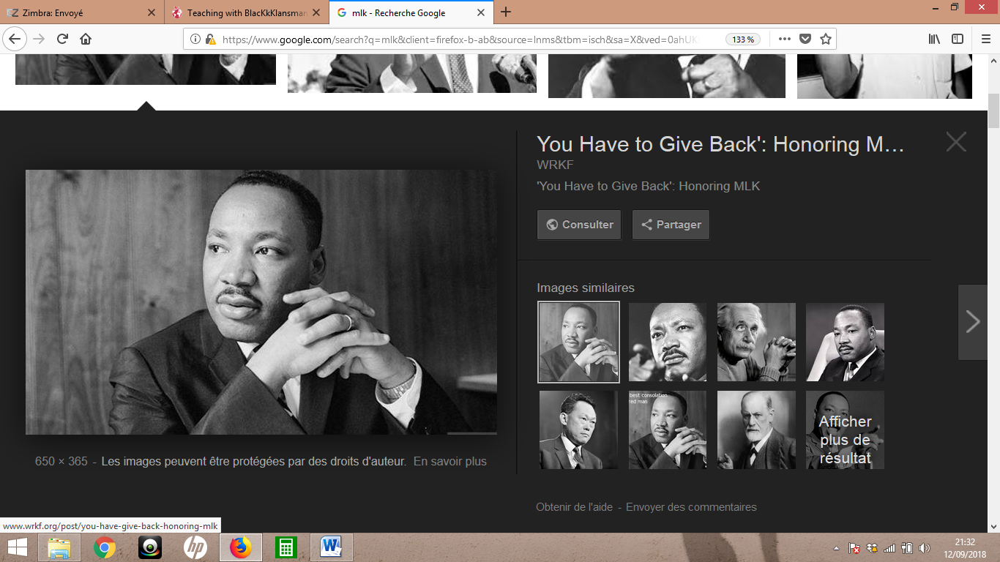 Zimbra: Envoyé
Teaching with BlacKkKlansman
mlk - Recherche Google
https://www.google.com/search?q=mlk&client=firefox-b-ab&source=lnms&tbm=isch&sa=X&ved=0ahUK
133 %
You Have to Give Back': Honoring M…
WRKF
'You Have to Give Back': Honoring MLK
Consulter
Partager
Images similaires
best consolation
red man
Afficher
plus de
résultat
650 × 365 - Les images peuvent être protégées par des droits d'auteur. En savoir plus
Obtenir de l'aide - Envoyer des commentaires
www.wrkf.org/post/you-have-give-back-honoring-mlk
hp
W
21:32
12/09/2018